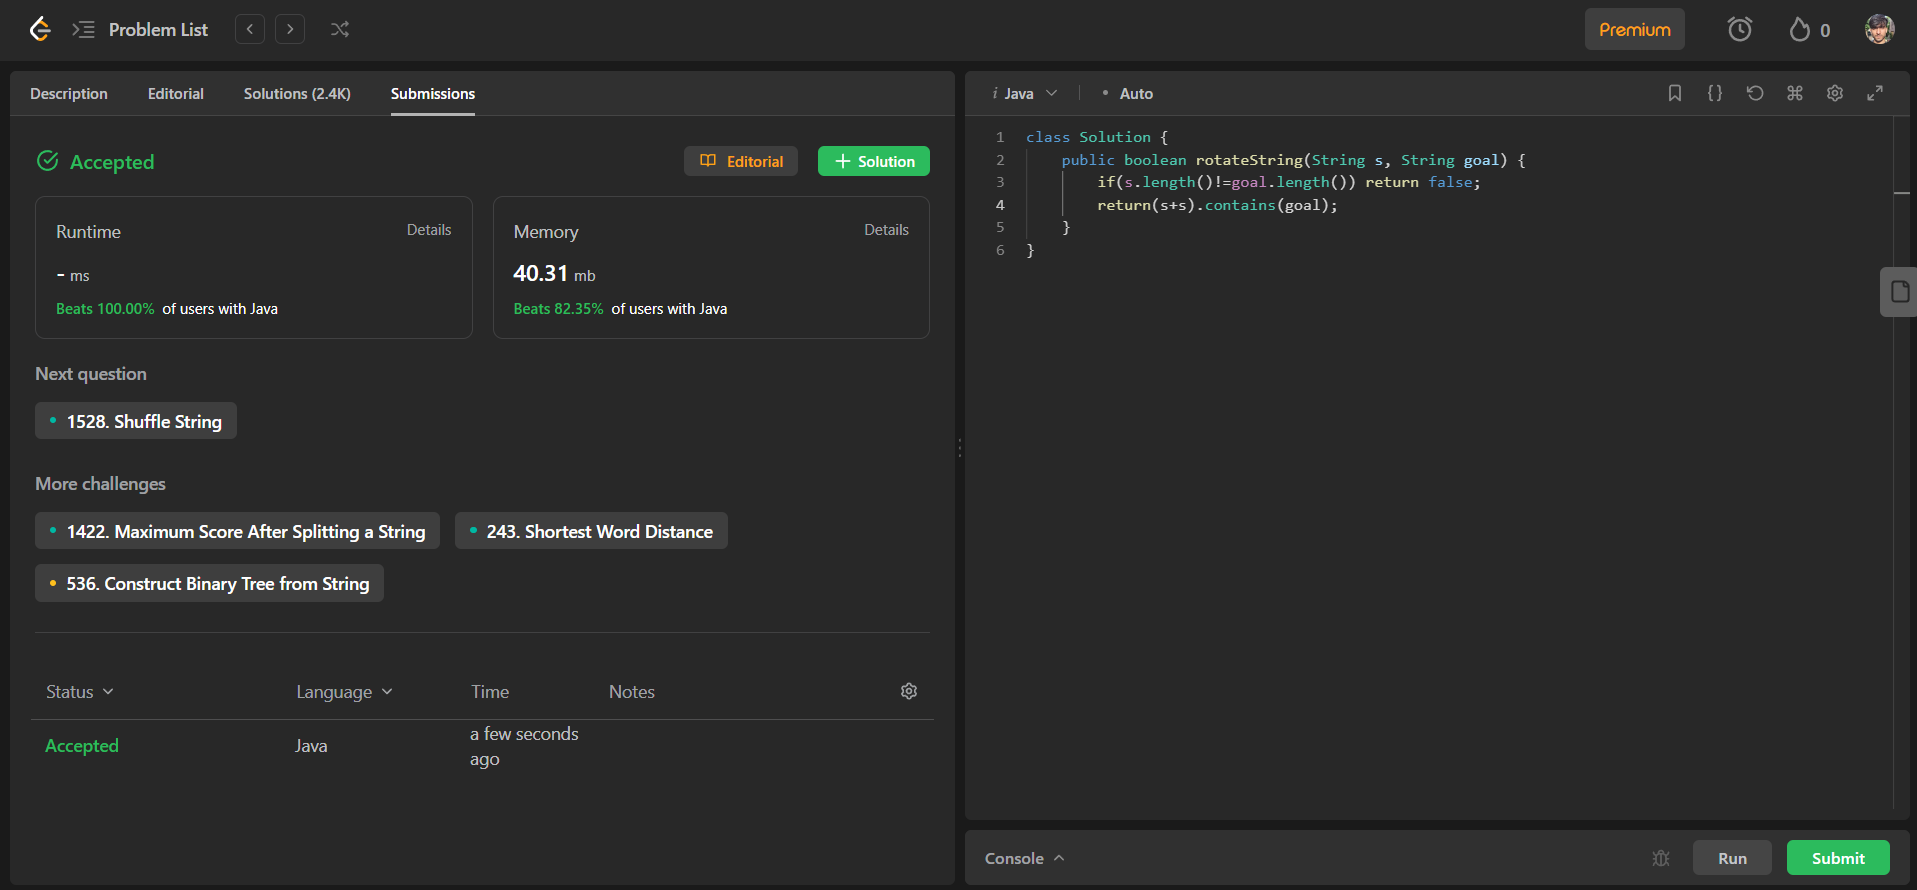 Problem List
Premium
0
Description Editorial Solutions (2.4K) Submissions
Accepted
Editorial
Solution
Runtime Details
- ms
Beats 100.00% of users with Java
Memory Details
40.31 mb
Beats 82.35% of users with Java
Next question
1528. Shuffle String
More challenges
1422. Maximum Score After Splitting a String
243. Shortest Word Distance
536. Construct Binary Tree from String
Status Language Time Notes
Accepted Java a few seconds
ago
i Java • Auto
1 class Solution {
2 public boolean rotateString(String s, String goal) {
3 if(s.length()!=goal.length()) return false;
4 return(s+s).contains(goal);
5 }
6 }
Console
Run
Submit